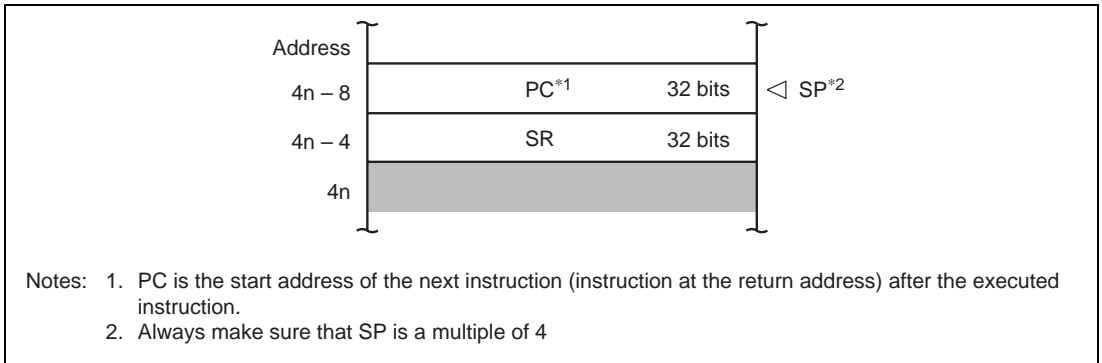 Address
4n – 8 PC*1 32 bits ◁ SP*2
4n – 4 SR 32 bits
4n
Notes: 1. PC is the start address of the next instruction (instruction at the return address) after the executed
instruction.
2. Always make sure that SP is a multiple of 4